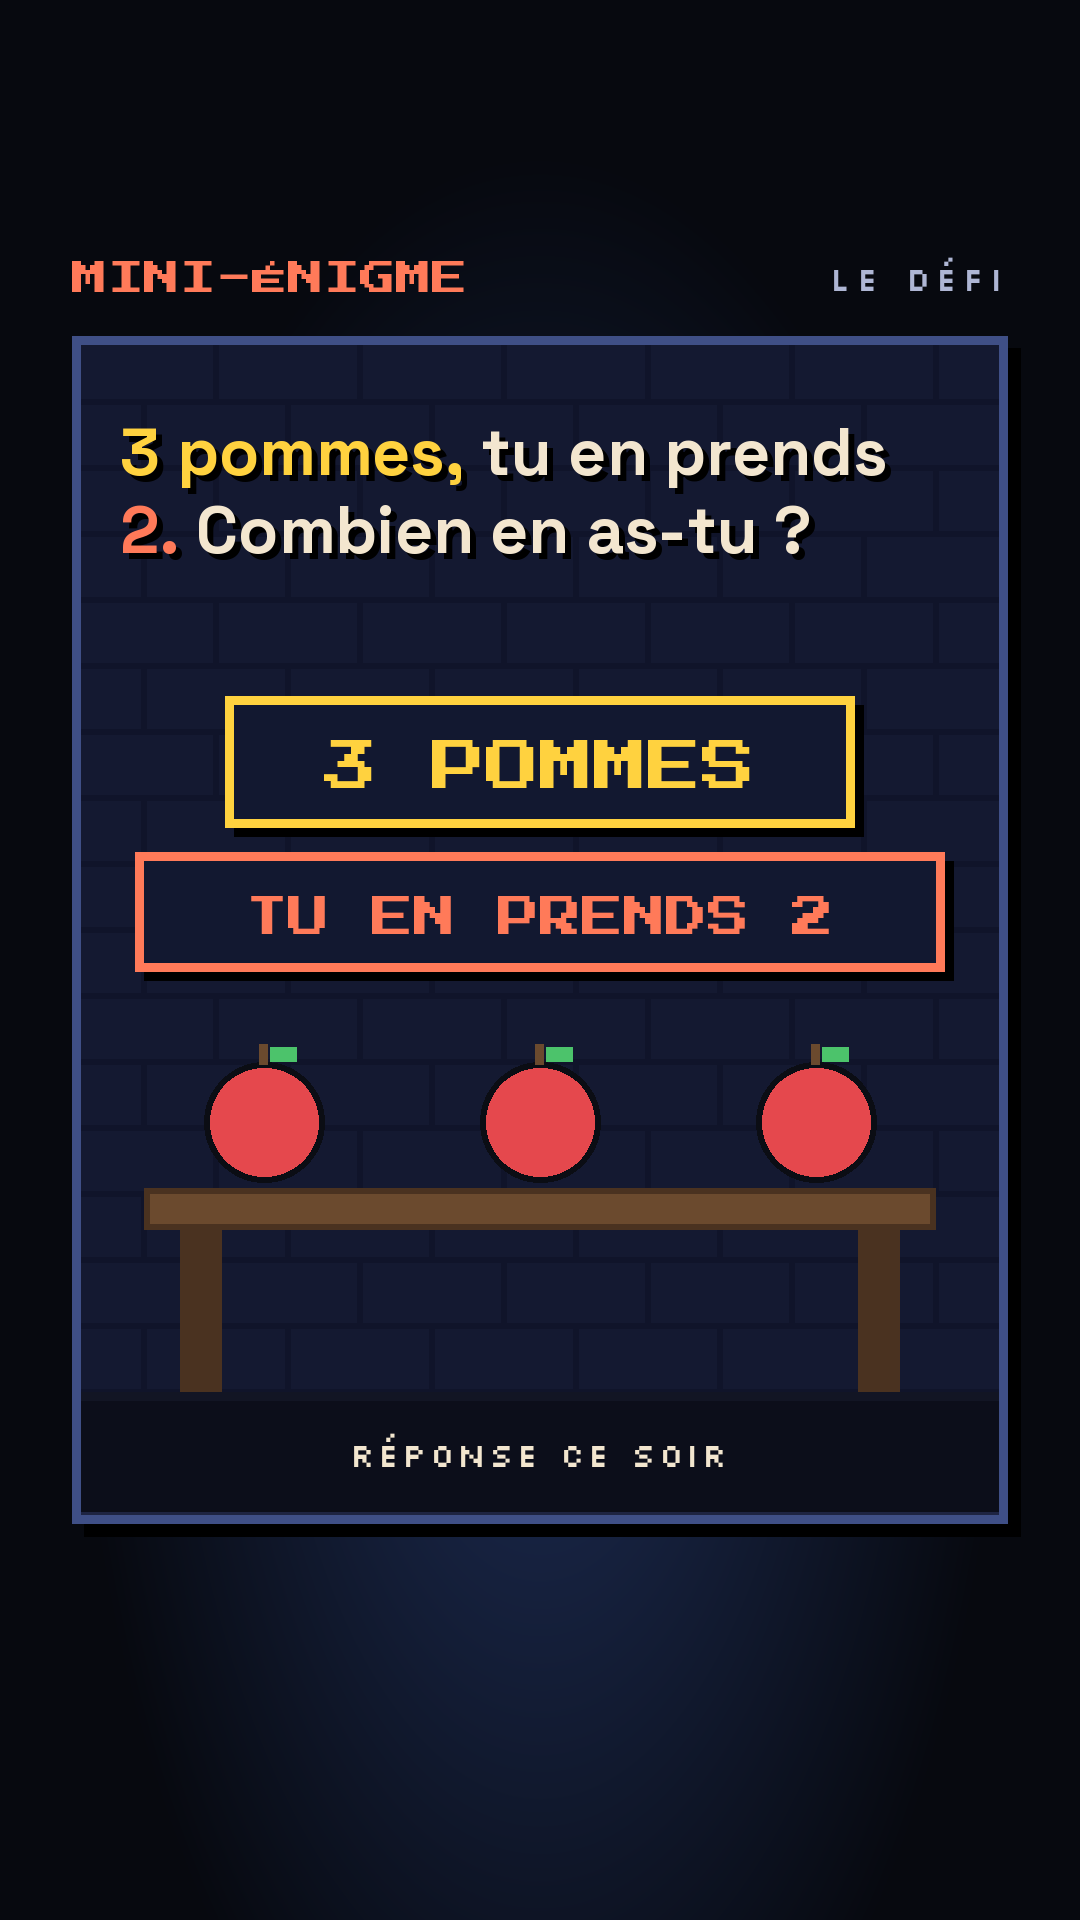 MINI-ÉNIGME
LE DÉFI
3 pommes, tu en prends
2. Combien en as-tu ?
3 POMMES
TU EN PRENDS 2
RÉPONSE CE SOIR